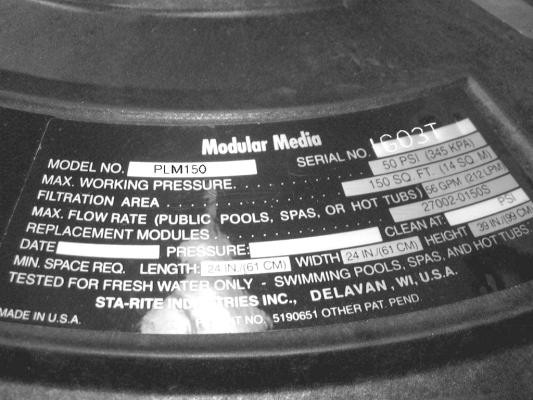 Modular Media
MODEL NO. PLM150 SERIAL NO. 1603T
MAX. WORKING PRESSURE. . . . . . . . . . 50 PSI (345 KPA)
FILTRATION AREA . . . . . . . . . . 150 SQ. FT. (14 SQ. M)
MAX. FLOW RATE (PUBLIC POOLS, SPAS, OR HOT TUBS) 56 GPM (212 LPM)
REPLACEMENT MODULES . . . . . . . . . . 27002-0150S
DATE PRESSURE: CLEAN AT: PSI
MIN. SPACE REQ. LENGTH: 24 IN./(61 CM) WIDTH 24 IN./(61 CM) HEIGHT 39 IN/(99 CM)
TESTED FOR FRESH WATER ONLY - SWIMMING POOLS, SPAS, AND HOT TUBS
STA-RITE INDUSTRIES INC., DELAVAN, WI, U.S.A.
MADE IN U.S.A. NO. 5190651 OTHER PAT. PEND.